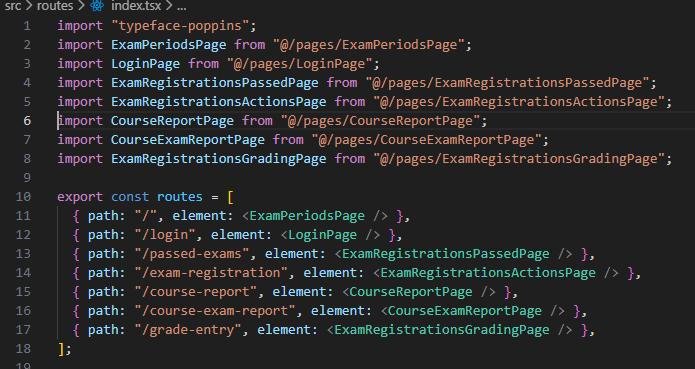 src > routes > index.tsx > ...
1 import "typeface-poppins";
2 import ExamPeriodsPage from "@/pages/ExamPeriodsPage";
3 import LoginPage from "@/pages/LoginPage";
4 import ExamRegistrationsPassedPage from "@/pages/ExamRegistrationsPassedPage";
5 import ExamRegistrationsActionsPage from "@/pages/ExamRegistrationsActionsPage";
6 import CourseReportPage from "@/pages/CourseReportPage";
7 import CourseExamReportPage from "@/pages/CourseExamReportPage";
8 import ExamRegistrationsGradingPage from "@/pages/ExamRegistrationsGradingPage";
9
10 export const routes = [
11 { path: "/", element: <ExamPeriodsPage /> },
12 { path: "/login", element: <LoginPage /> },
13 { path: "/passed-exams", element: <ExamRegistrationsPassedPage /> },
14 { path: "/exam-registration", element: <ExamRegistrationsActionsPage /> },
15 { path: "/course-report", element: <CourseReportPage /> },
16 { path: "/course-exam-report", element: <CourseExamReportPage /> },
17 { path: "/grade-entry", element: <ExamRegistrationsGradingPage /> },
18 ];
19